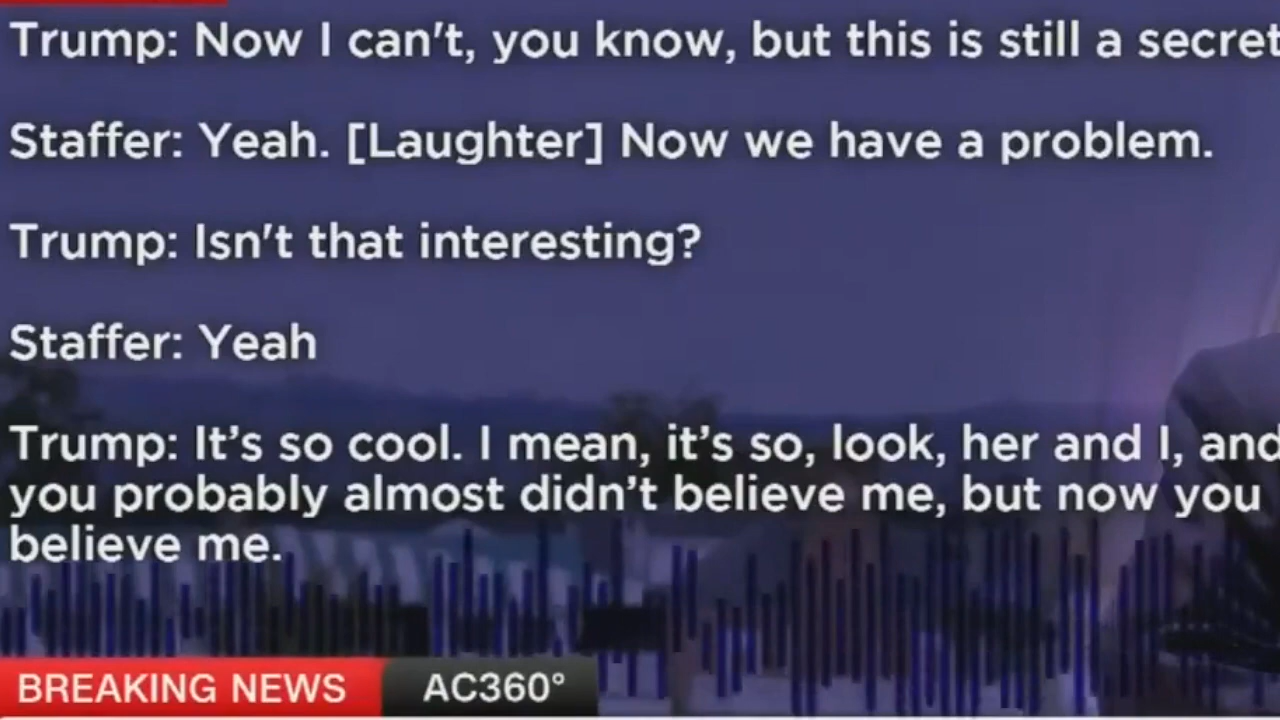 Trump: Now I can't, you know, but this is still a secret
Staffer: Yeah. [Laughter] Now we have a problem.
Trump: Isn't that interesting?
Staffer: Yeah
Trump: It’s so cool. I mean, it’s so, look, her and I, and
you probably almost didn’t believe me, but now you
believe me.
BREAKING NEWS AC360°